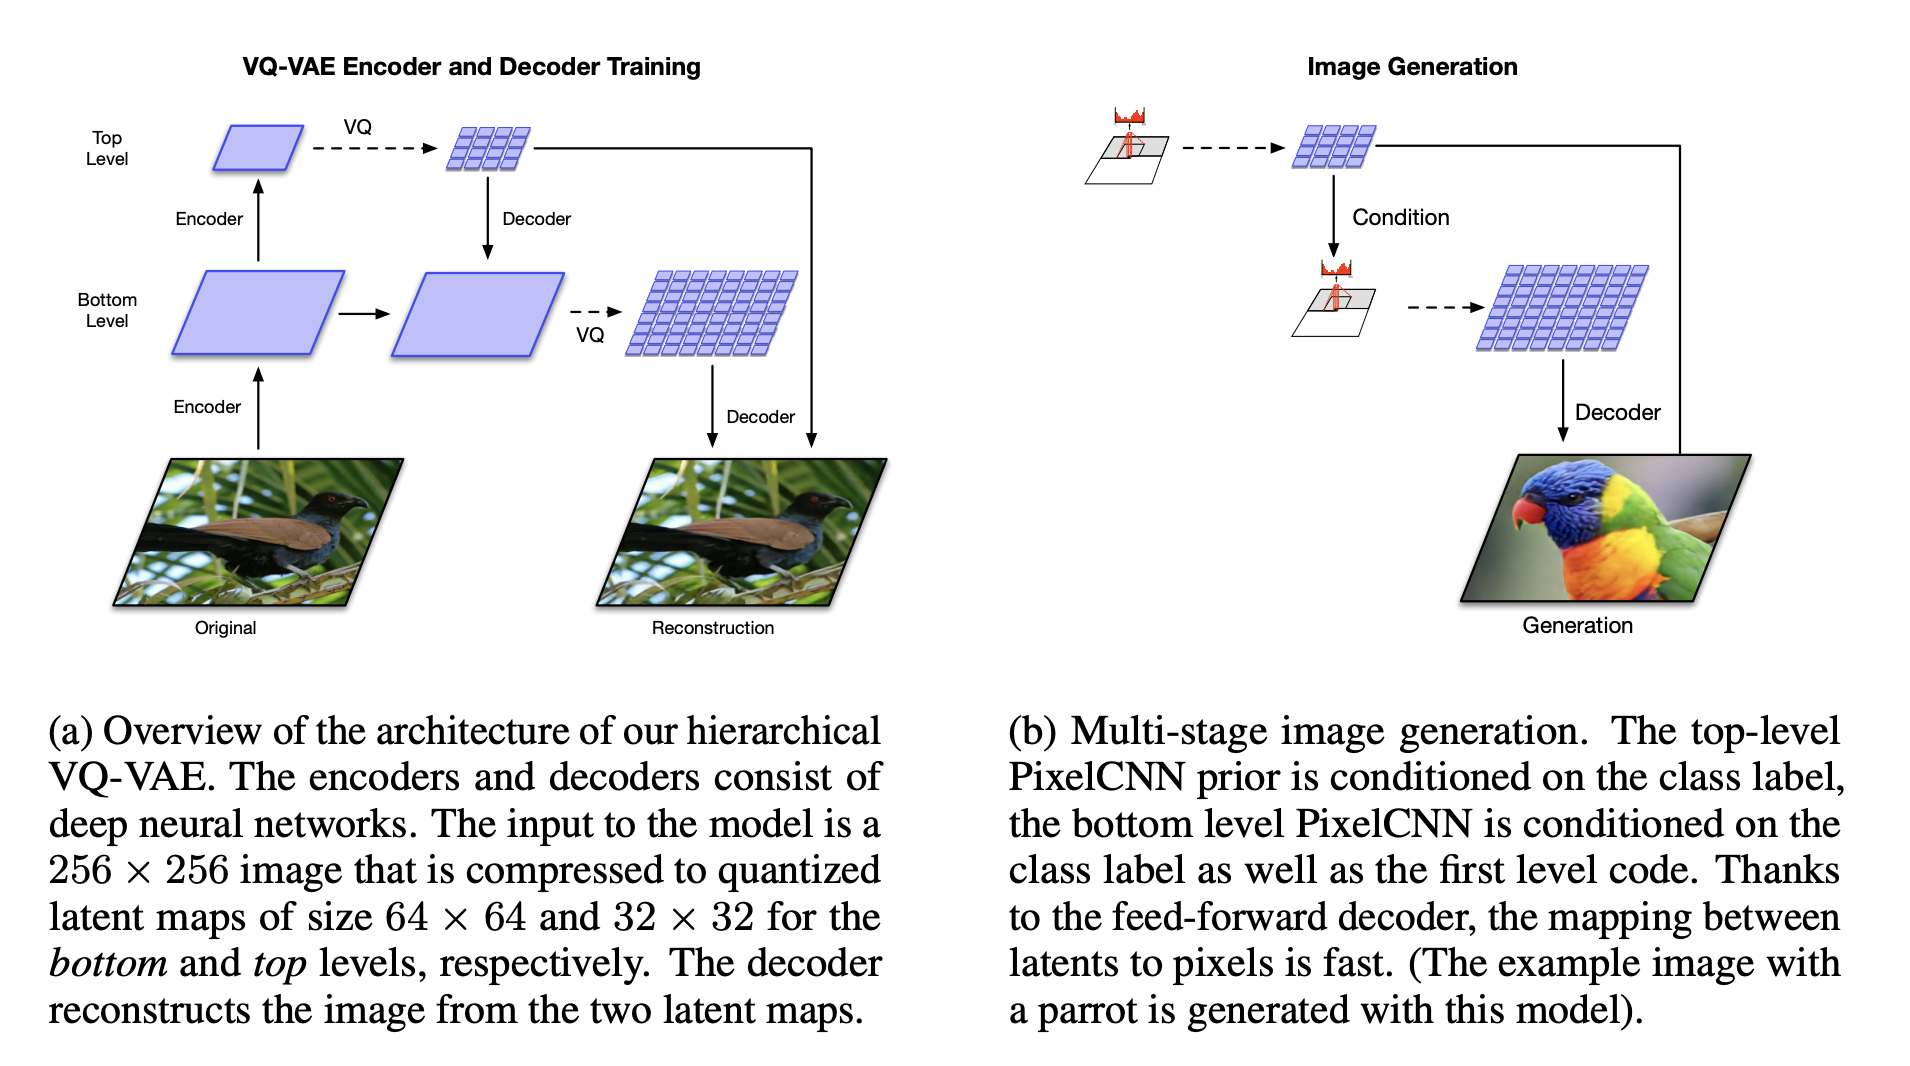 VQ-VAE Encoder and Decoder Training
Top
Level
VQ
Encoder
Decoder
Bottom
Level
VQ
Encoder
Decoder
Original
Reconstruction
Image Generation
Condition
Decoder
Generation
(a) Overview of the architecture of our hierarchical
VQ-VAE. The encoders and decoders consist of
deep neural networks. The input to the model is a
256 × 256 image that is compressed to quantized
latent maps of size 64 × 64 and 32 × 32 for the
bottom and top levels, respectively. The decoder
reconstructs the image from the two latent maps.
(b) Multi-stage image generation. The top-level
PixelCNN prior is conditioned on the class label,
the bottom level PixelCNN is conditioned on the
class label as well as the first level code. Thanks
to the feed-forward decoder, the mapping between
latents to pixels is fast. (The example image with
a parrot is generated with this model).